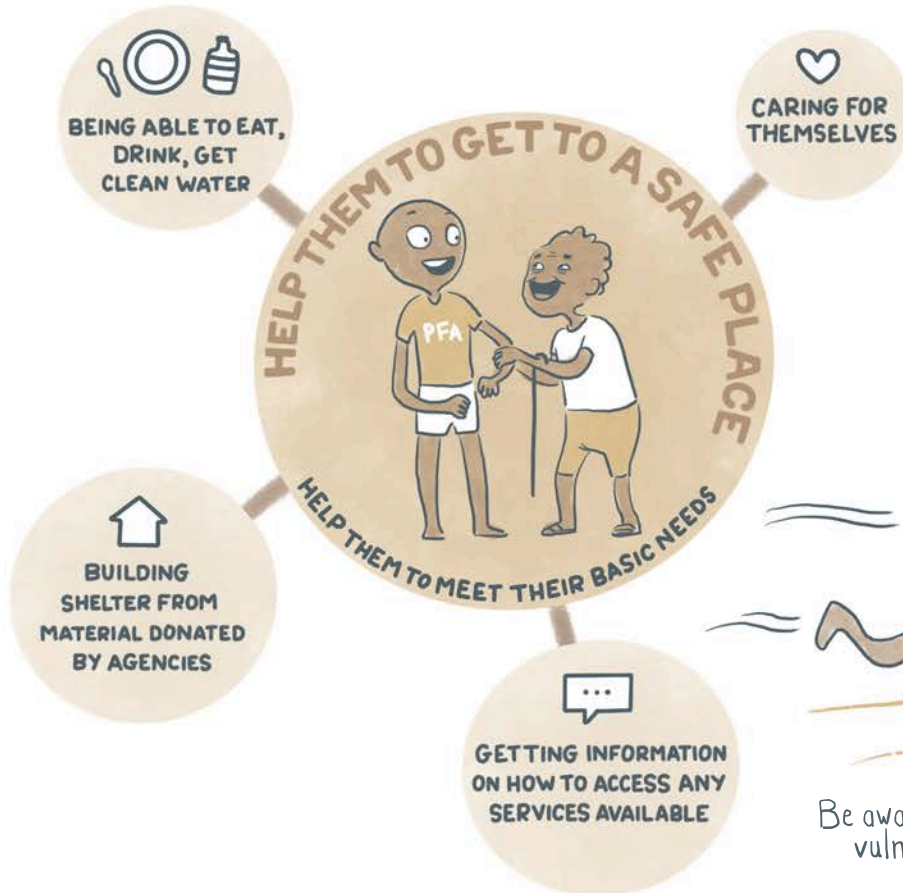 BEING ABLE TO EAT,
DRINK, GET
CLEAN WATER
CARING FOR
THEMSELVES
HELP THEM TO GET TO A SAFE PLACE
PFA
HELP THEM TO MEET THEIR BASIC NEEDS
BUILDING
SHELTER FROM
MATERIAL DONATED
BY AGENCIES
...
GETTING INFORMATION
ON HOW TO ACCESS ANY
SERVICES AVAILABLE
Be